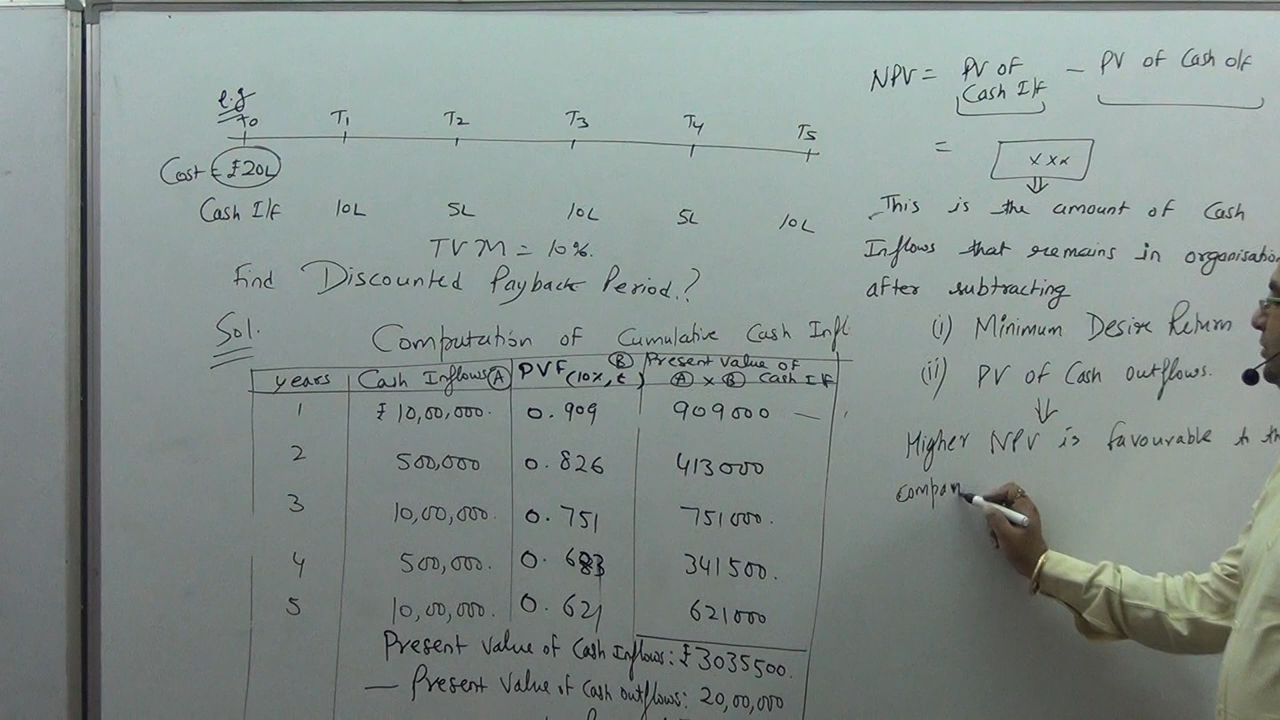 e.g
T0 T1 T2 T3 T4 T5
Cost = ₹20L
Cash I/f 10L 5L 10L 5L 10L
TVM = 10%.
Find Discounted Payback Period.?
Sol.
Computation of Cumulative Cash Infl
years Cash Inflows Ⓐ PVF(10%, t) Ⓑ Present Value of Ⓐ x Ⓑ Cash I/f
1 ₹10,00,000. 0.909 909000
2 500,000 0.826 413000
3 10,00,000. 0.751 751000.
4 500,000. 0.683 341500.
5 10,00,000. 0.621 621000
Present Value of Cash Inflows: ₹3035500.
— Present Value of Cash outflows: 20,00,000
NPV = PV of Cash I/f — PV of Cash o/f
= xxx
This is the amount of Cash
Inflows that remains in organisation
after subtracting
(i) Minimum Desire Return
(ii) PV of Cash outflows.
Higher NPV is favourable to th
compan